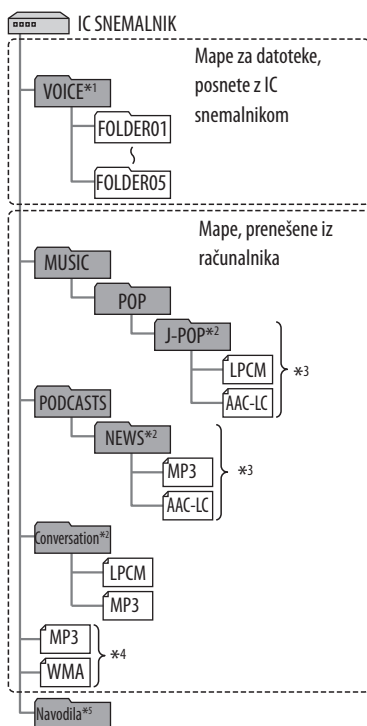 IC SNEMALNIK
Mape za datoteke,
posnete z IC
snemalnikom
VOICE*1
FOLDER01
FOLDER05
Mape, prenešene iz
računalnika
MUSIC
POP
J-POP*2
LPCM
*3
AAC-LC
PODCASTS
NEWS*2
MP3
*3
AAC-LC
Conversation*2
LPCM
MP3
MP3
*4
WMA
Navodila*5